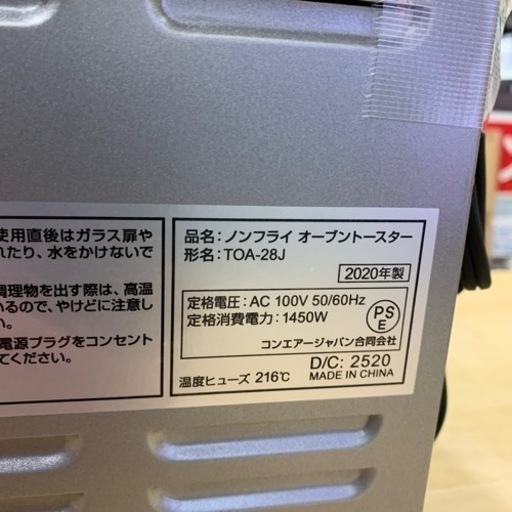 使用直後はガラス扉や
れたり、水をかけないで
調理物を出す際は、高温
いるので、やけどに注意し
い。
電源プラグをコンセント
てください。
品名：ノンフライ オーブントースター
形名：TOA-28J
2020年製
定格電圧：AC 100V 50/60Hz
定格消費電力：1450W
PS
E
コンエアージャパン合同会社
D/C: 2520
温度ヒューズ 216℃
MADE IN CHINA